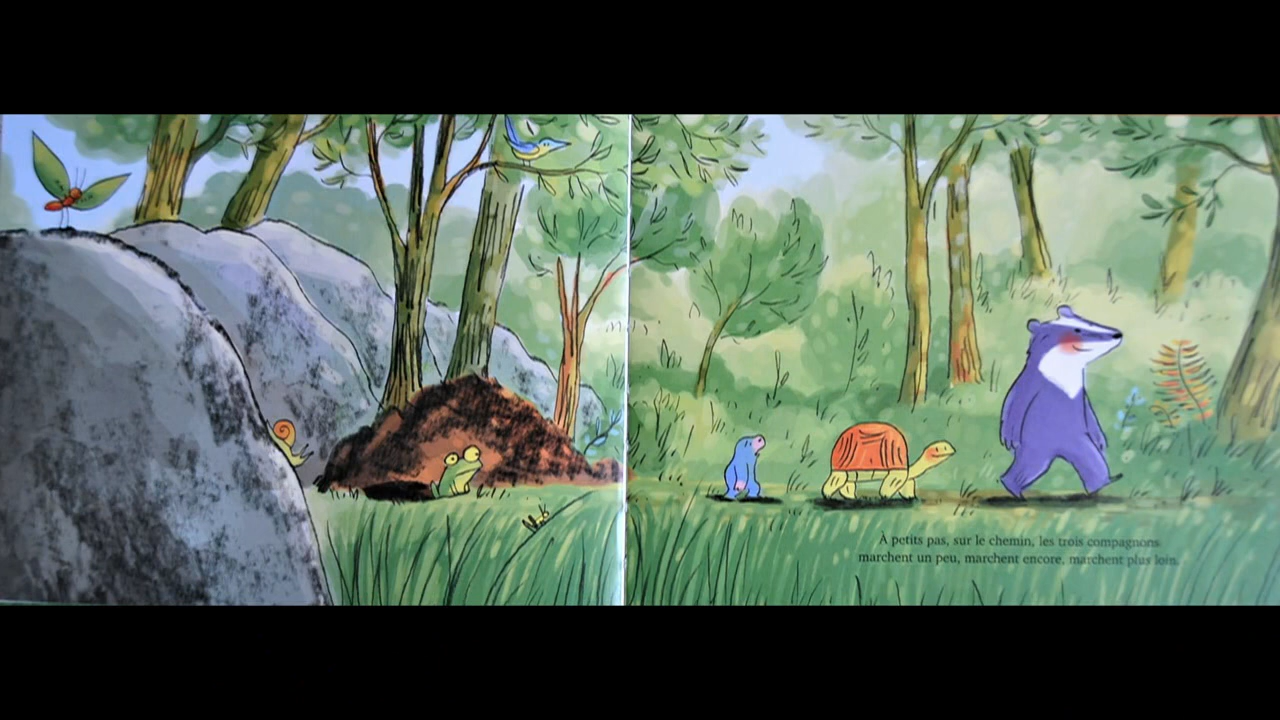 À petits pas, sur le chemin, les trois compagnons
marchent un peu, marchent encore, marchent plus loin.